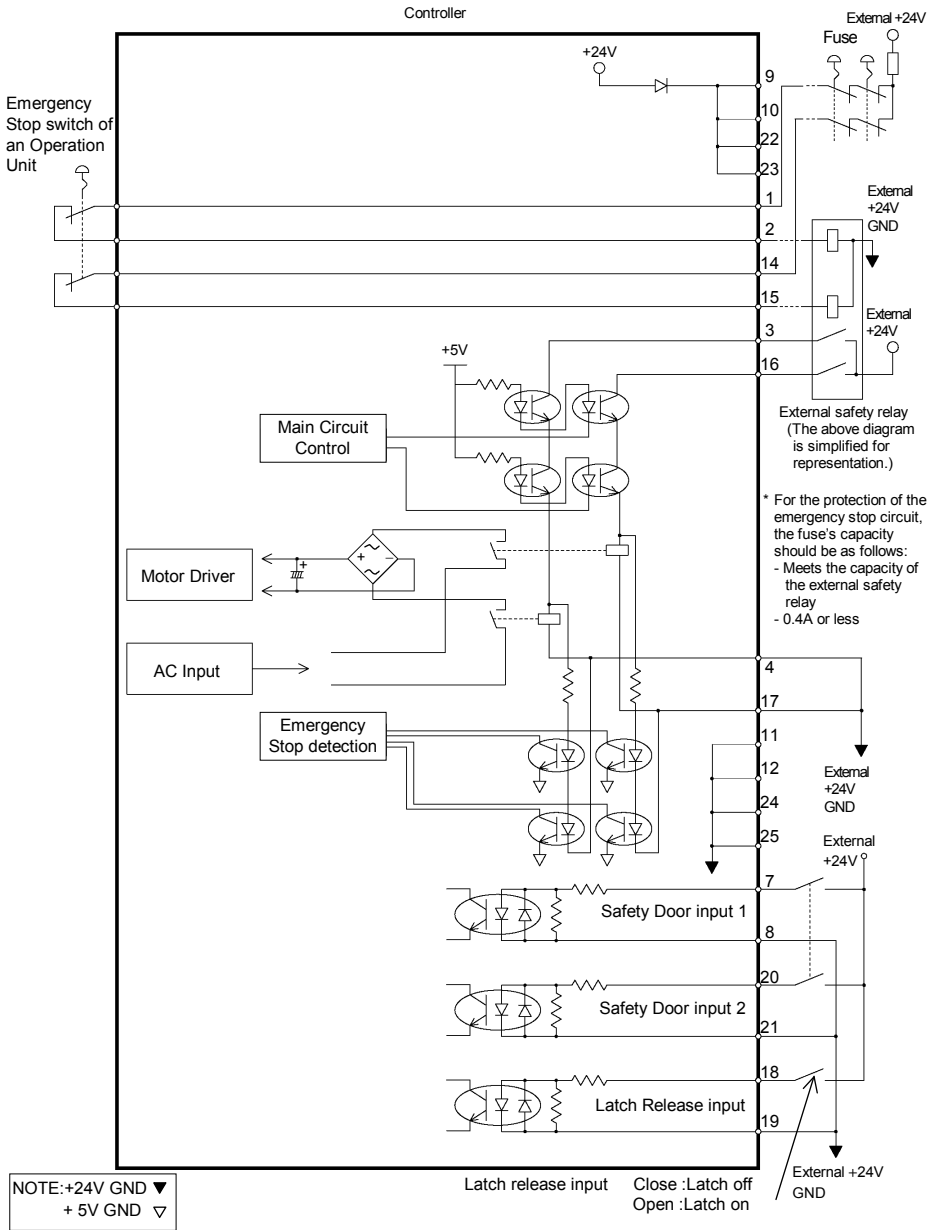 Controller
External +24V
Fuse
+24V
9
10
22
23
Emergency
Stop switch of
an Operation
Unit
1
2
14
15
3
16
External
+24V
GND
External
+24V
+5V
Main Circuit
Control
External safety relay
(The above diagram
is simplified for
representation.)
* For the protection of the
emergency stop circuit,
the fuse's capacity
should be as follows:
- Meets the capacity of
the external safety
relay
- 0.4A or less
+
Motor Driver
AC Input
4
17
11
12
24
25
Emergency
Stop detection
External
+24V
GND
External
+24V
7
Safety Door input 1
8
20
Safety Door input 2
21
18
Latch Release input
19
External +24V
GND
Latch release input Close :Latch off
Open :Latch on
NOTE:+24V GND ▼
+ 5V GND ▽